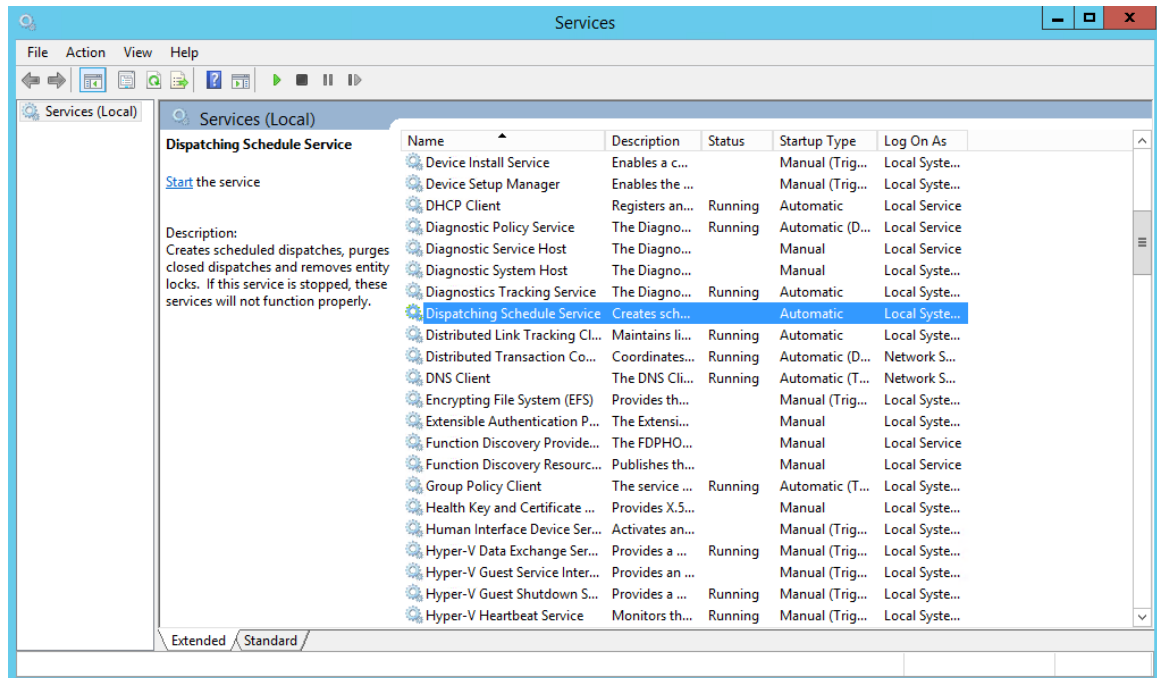 Services
File Action View Help
Services (Local)
Services (Local)
Dispatching Schedule Service
Start the service
Description:
Creates scheduled dispatches, purges
closed dispatches and removes entity
locks. If this service is stopped, these
services will not function properly.
Name Description Status Startup Type Log On As
Device Install Service Enables a c... Manual (Trig... Local Syste...
Device Setup Manager Enables the ... Manual (Trig... Local Syste...
DHCP Client Registers an... Running Automatic Local Service
Diagnostic Policy Service The Diagno... Running Automatic (D... Local Service
Diagnostic Service Host The Diagno... Manual Local Service
Diagnostic System Host The Diagno... Manual Local Syste...
Diagnostics Tracking Service The Diagno... Running Automatic Local Syste...
Dispatching Schedule Service Creates sch... Automatic Local Syste...
Distributed Link Tracking Cl... Maintains li... Running Automatic Local Syste...
Distributed Transaction Co... Coordinates... Running Automatic (D... Network S...
DNS Client The DNS Cli... Running Automatic (T... Network S...
Encrypting File System (EFS) Provides th... Manual (Trig... Local Syste...
Extensible Authentication P... The Extensi... Manual Local Syste...
Function Discovery Provide... The FDPHO... Manual Local Service
Function Discovery Resourc... Publishes th... Manual Local Service
Group Policy Client The service ... Running Automatic (T... Local Syste...
Health Key and Certificate ... Provides X.5... Manual Local Syste...
Human Interface Device Ser... Activates an... Manual (Trig... Local Syste...
Hyper-V Data Exchange Ser... Provides a ... Running Manual (Trig... Local Syste...
Hyper-V Guest Service Inter... Provides an ... Manual (Trig... Local Syste...
Hyper-V Guest Shutdown S... Provides a ... Running Manual (Trig... Local Syste...
Hyper-V Heartbeat Service Monitors th... Running Manual (Trig... Local Syste...
Extended Standard